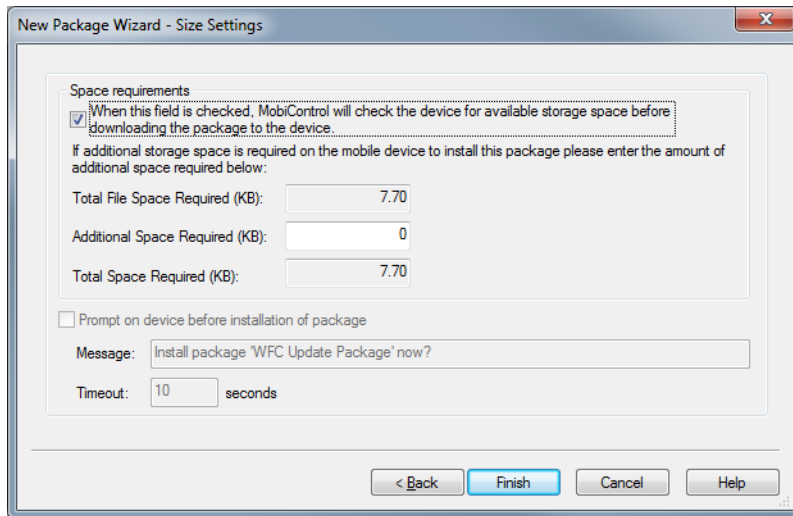 New Package Wizard - Size Settings
Space requirements
When this field is checked, MobiControl will check the device for available storage space before
downloading the package to the device.
If additional storage space is required on the mobile device to install this package please enter the amount of
additional space required below:
Total File Space Required (KB): 7.70
Additional Space Required (KB): 0
Total Space Required (KB): 7.70
Prompt on device before installation of package
Message: Install package 'WFC Update Package' now?
Timeout: 10 seconds
< Back Finish Cancel Help